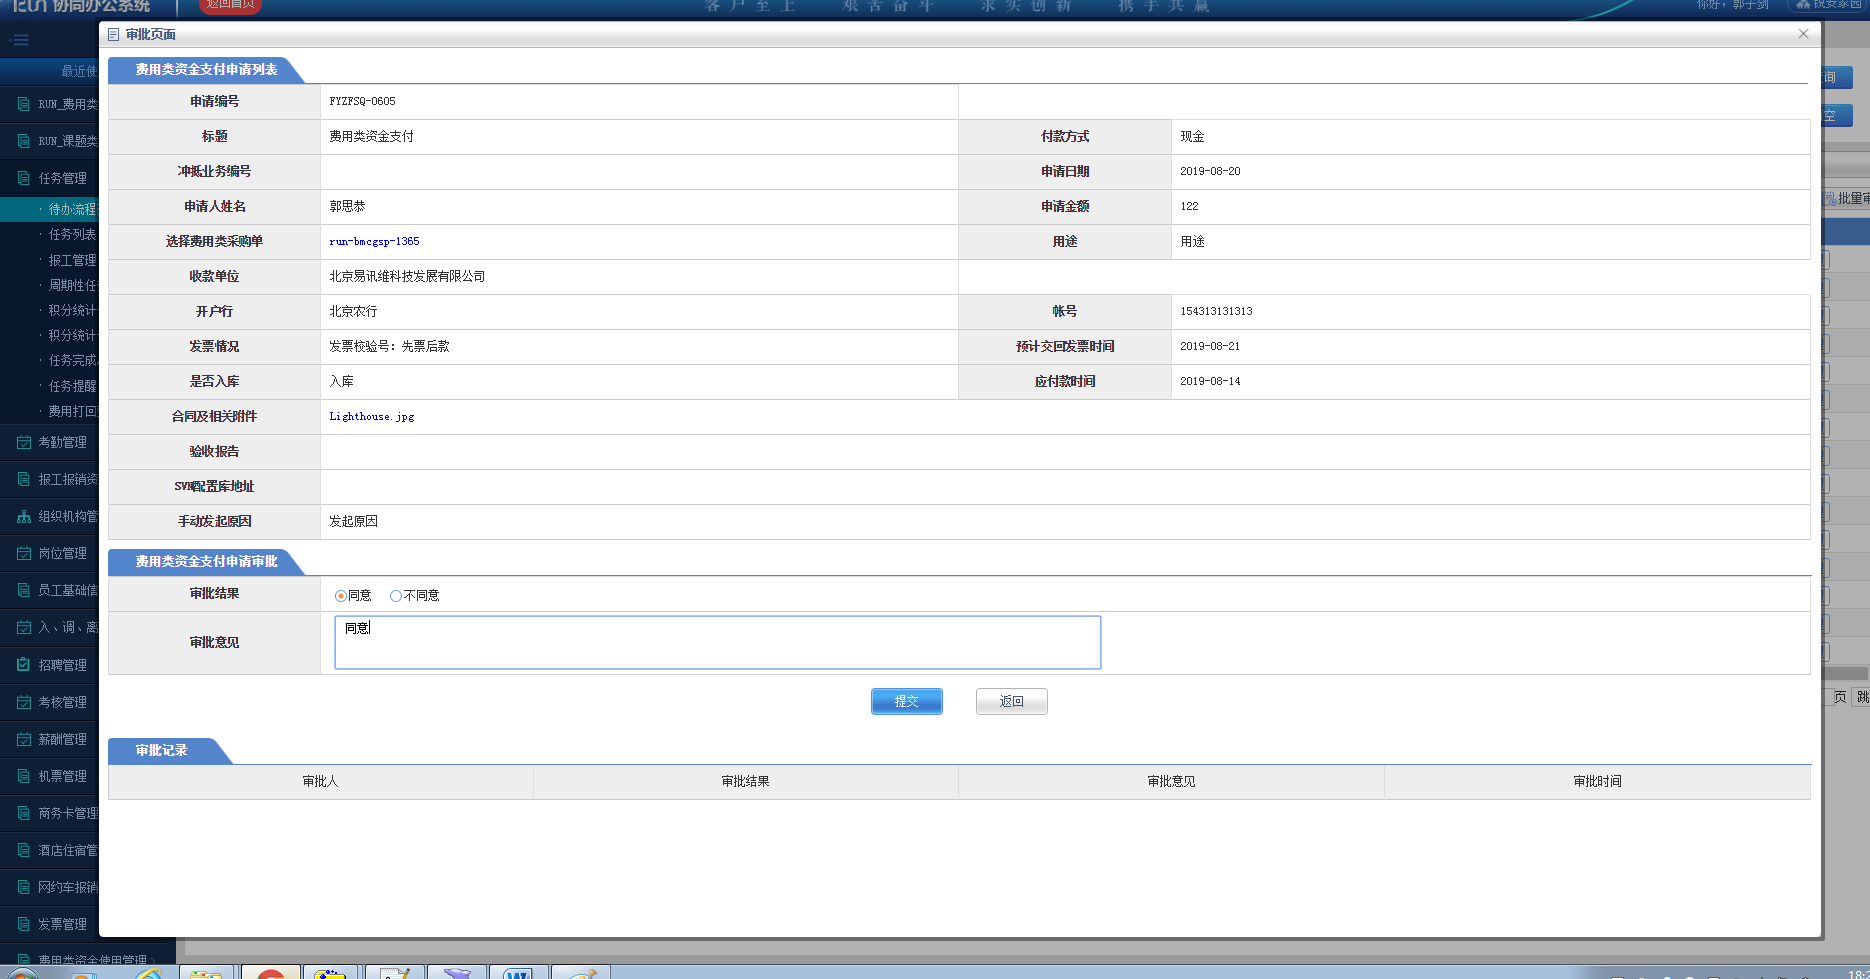 协同办公系统
返回首页
客户至上 艰苦奋斗 求实创新 携手共赢
你好，郭子剑
锐安家园
审批页面
最近使
RUN_费用类
RUN_课题类
任务管理
· 待办流程
· 任务列表
· 报工管理
· 周期性任
· 积分统计
· 积分统计
· 任务完成
· 任务提醒
· 费用打回
考勤管理
报工报销资
组织机构管
岗位管理
员工基础信
入、调、离
招聘管理
考核管理
薪酬管理
机票管理
商务卡管理
酒店住宿管
网约车报销
发票管理
费用类资金使用管理
费用类资金支付申请列表
申请编号 FYZFSQ-0605
标题 费用类资金支付 付款方式 现金
冲抵业务编号 申请日期 2019-08-20
申请人姓名 郭思恭 申请金额 122
选择费用类采购单 run-bmcgsp-1365 用途 用途
收款单位 北京易讯维科技发展有限公司
开户行 北京农行 帐号 154313131313
发票情况 发票校验号：先票后款 预计交回发票时间 2019-08-21
是否入库 入库 应付款时间 2019-08-14
合同及相关附件 Lighthouse.jpg
验收报告
SVN配置库地址
手动发起原因 发起原因
费用类资金支付申请审批
审批结果 同意 不同意
审批意见 同意
提交 返回
审批记录
审批人 审批结果 审批意见 审批时间
询
空
批里审
页 跳
18:2